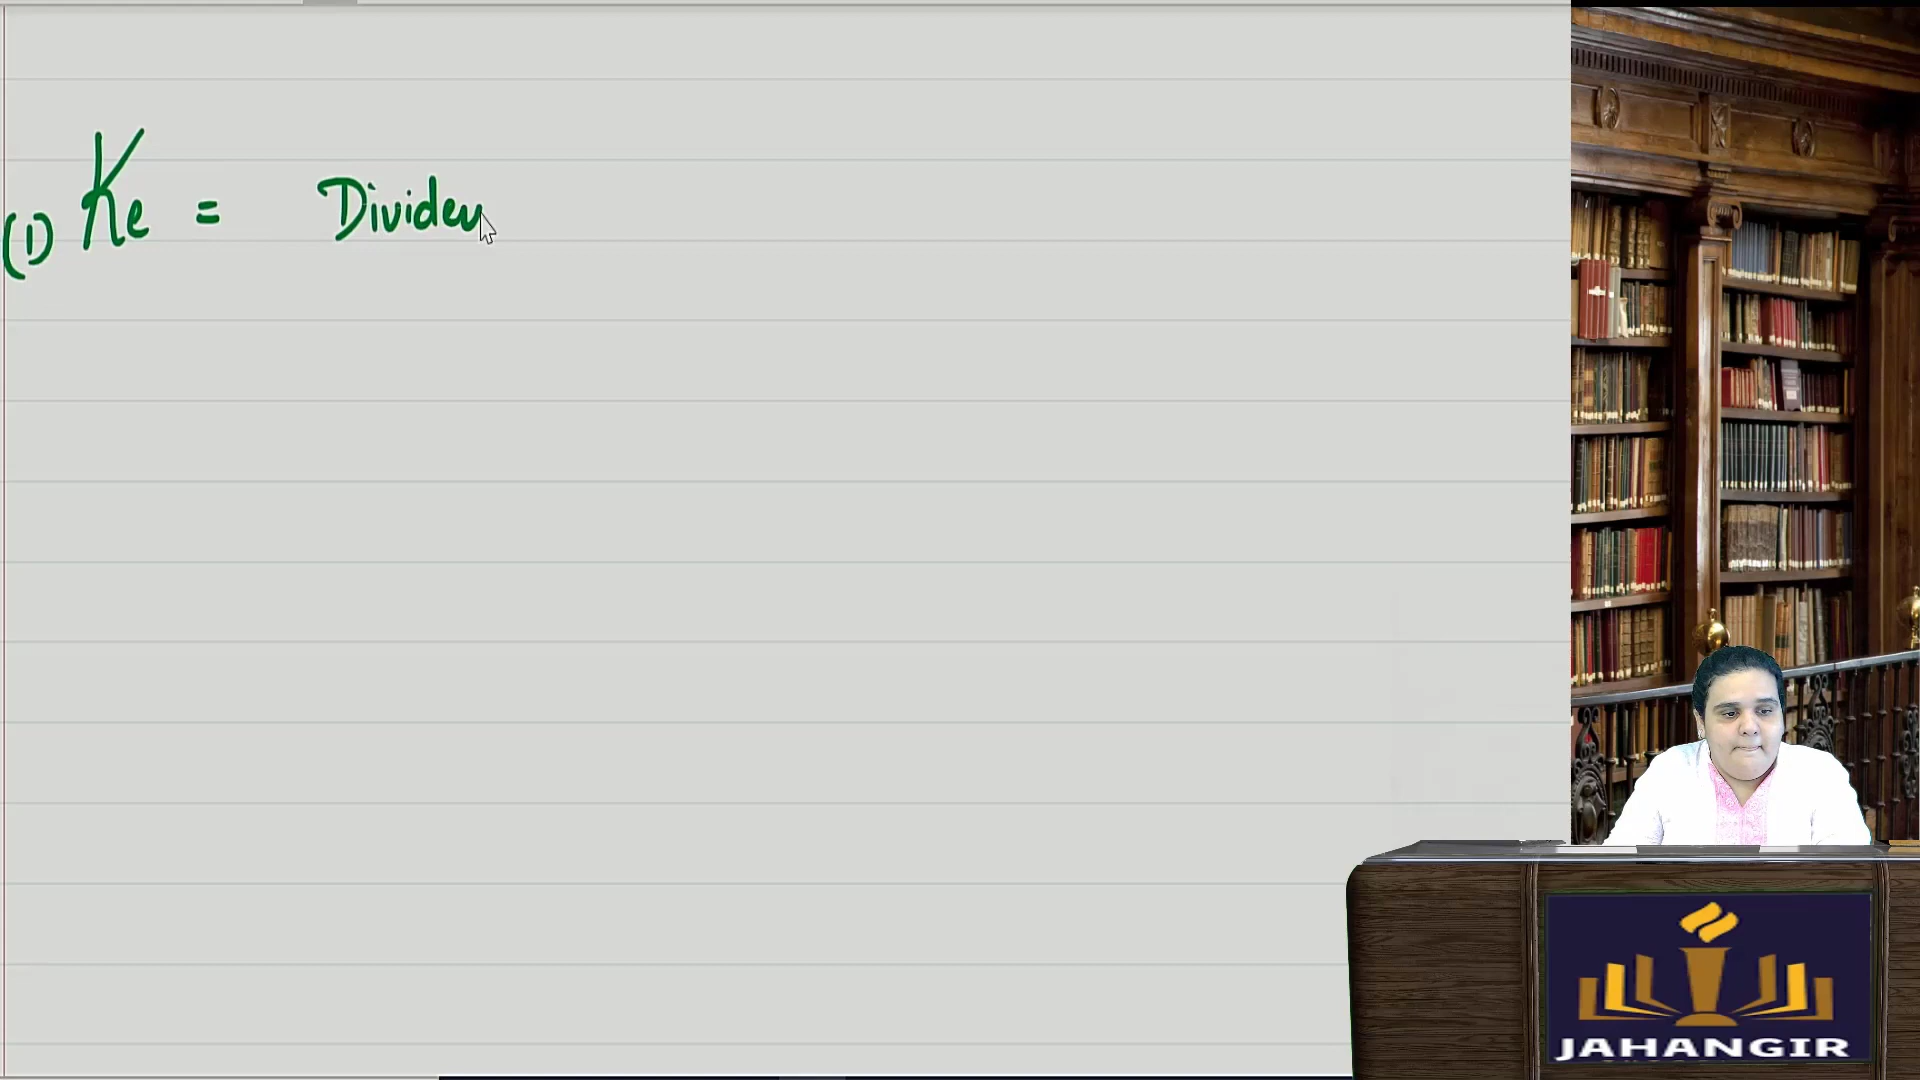 (1) Ke = Dividen
JAHANGIR